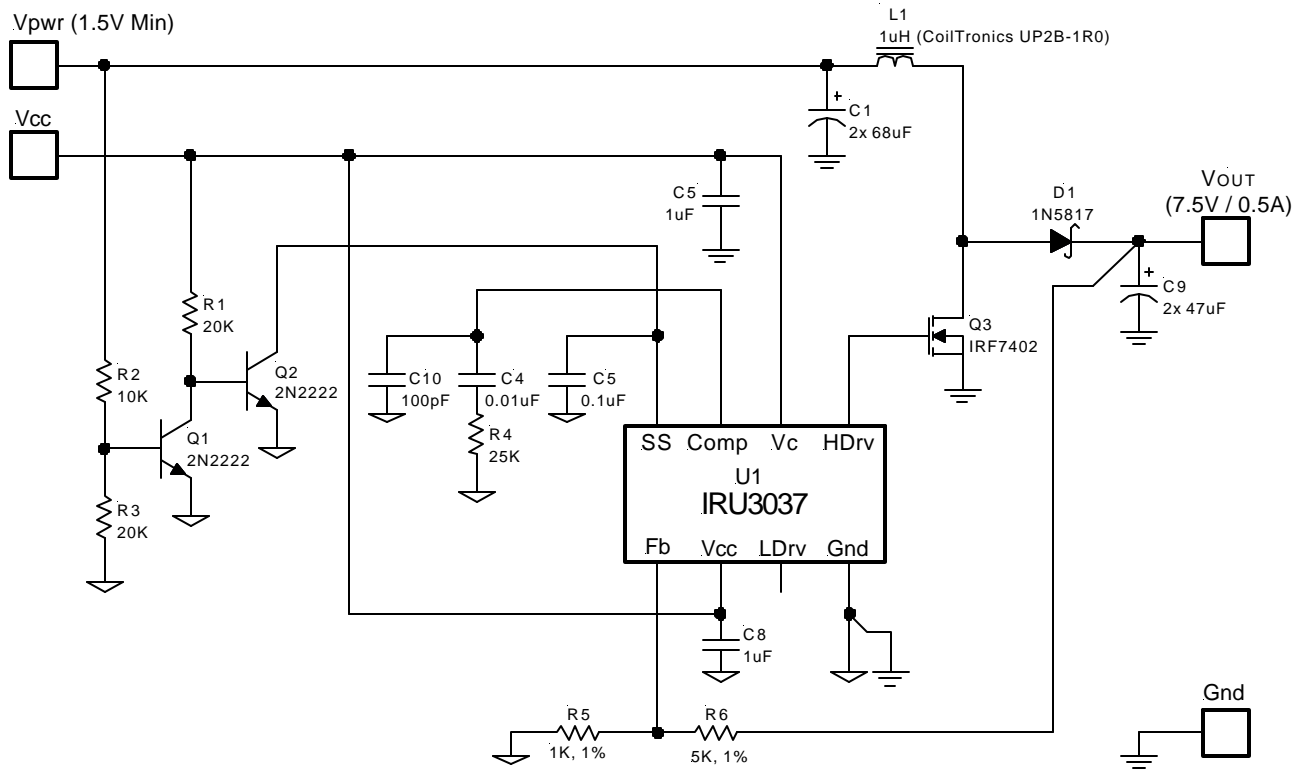 Vpwr (1.5V Min)
L1
1uH (CoilTronics UP2B-1R0)
+
C1
2x 68uF
Vcc
C5
1uF
D1
1N5817
VOUT
(7.5V / 0.5A)
+
C9
2x 47uF
R1
20K
Q3
IRF7402
R2
10K
Q2
2N2222
C10
100pF
C4
0.01uF
C5
0.1uF
R4
25K
Q1
2N2222
R3
20K
SS Comp Vc HDrv
U1
IRU3037
Fb Vcc LDrv Gnd
C8
1uF
R5
1K, 1%
R6
5K, 1%
Gnd